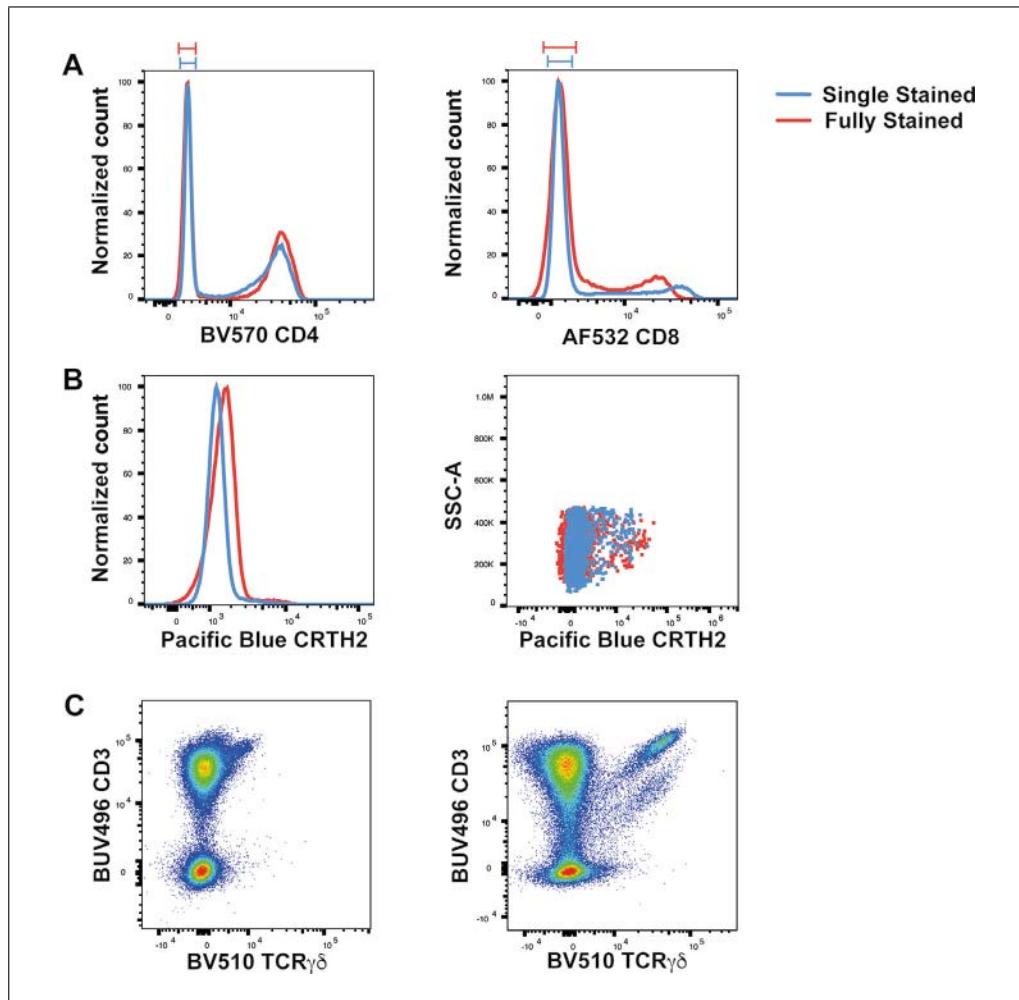 A
Normalized count
100
80
60
40
20
0
0 10^4 10^5
BV570 CD4
Normalized count
100
80
60
40
20
0
0 10^4 10^5
AF532 CD8
Single Stained
Fully Stained
B
Normalized count
100
80
60
40
20
0
0 10^3 10^4 10^5
Pacific Blue CRTH2
SSC-A
1.0M
800K
600K
400K
200K
0
-10^4 0 10^4 10^5 10^6
Pacific Blue CRTH2
C
BUV496 CD3
10^5
10^4
0
-10^4 0 10^4 10^5
BV510 TCRγδ
BUV496 CD3
10^5
10^4
0
-10^4
-10^4 0 10^4 10^5
BV510 TCRγδ